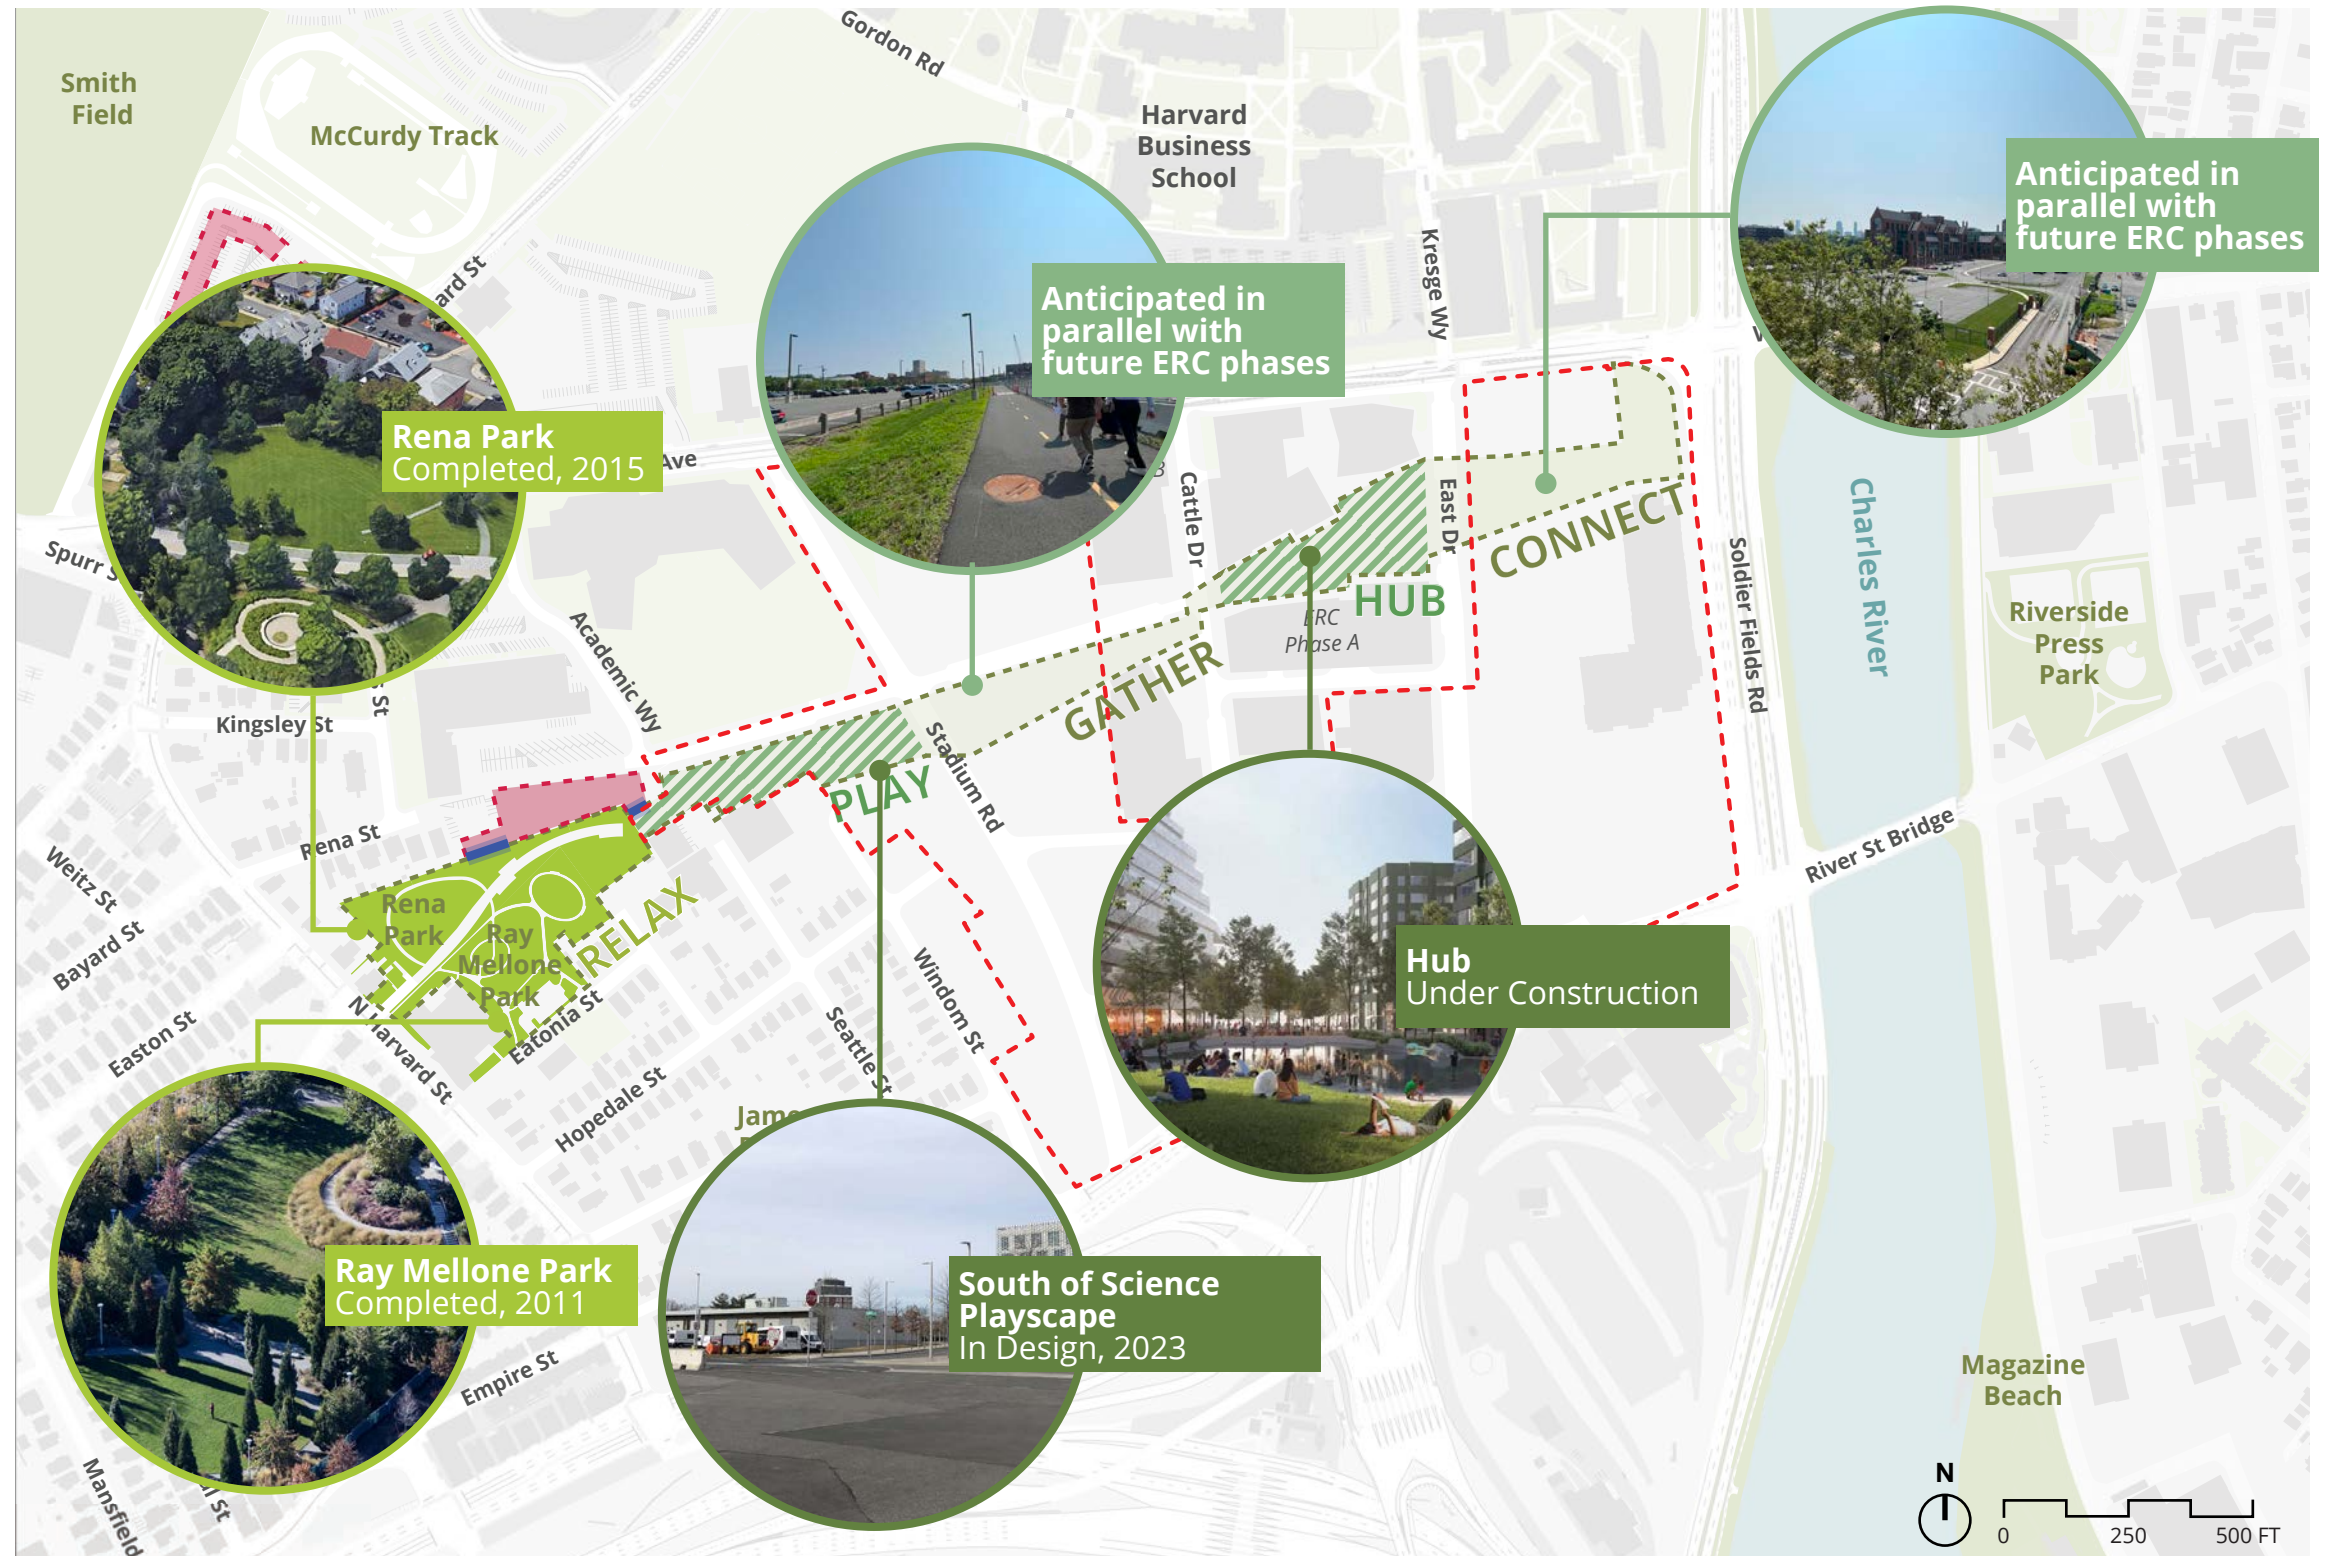 Gordon Rd
Smith
Field
McCurdy Track
Harvard
Business
School
Anticipated in
parallel with
future ERC phases
Kresge Wy
ard St
Anticipated in
parallel with
future ERC phases
Rena Park
Completed, 2015
Ave
Cattle Dr
East Dr
CONNECT
Charles River
Soldier Fields Rd
Spurr S
HUB
ERC
Phase A
Riverside
Press
Park
Academic Wy
GATHER
St
Kingsley St
Stadium Rd
PLAY
Rena St
River St Bridge
Weitz St
Rena
Park
Ray
Mellone
Park
RELAX
Bayard St
Windom St
Hub
Under Construction
Easton St
N Harvard St
Eatonia St
Seattle St
Hopedale St
Jame
Ray Mellone Park
Completed, 2011
South of Science
Playscape
In Design, 2023
Empire St
Magazine
Beach
Mansfield
St
N
0 250 500 FT